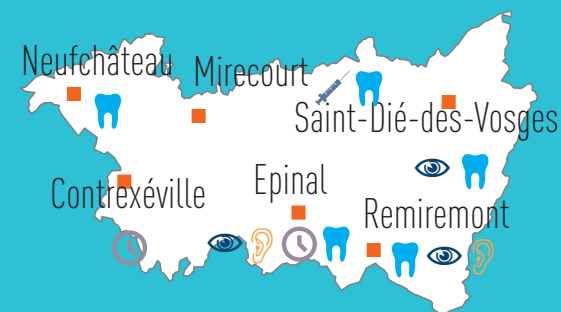 Neufchâteau
Mirecourt
Saint-Dié-des-Vosges
Contrexéville
Epinal
Remiremont